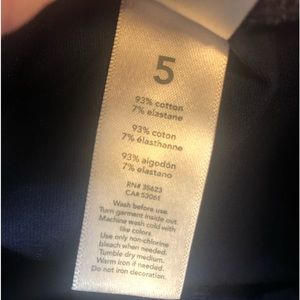 5
93% cotton
7% elastane
93% coton
7% élasthanne
93% algodón
7% elastano
RN# 35623
CA# 53061
Wash before use.
Turn garment inside out.
Machine wash cold with
like colors.
Use only non-chlorine
bleach when needed.
Tumble dry medium.
Warm iron if needed.
Do not iron decoration.